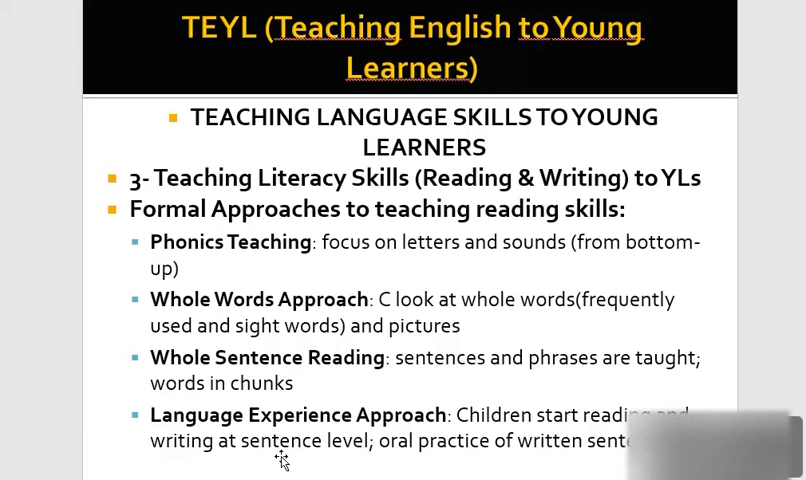 TEYL (Teaching English to Young
Learners)
TEACHING LANGUAGE SKILLS TO YOUNG
LEARNERS
3- Teaching Literacy Skills (Reading & Writing) to YLs
Formal Approaches to teaching reading skills:
Phonics Teaching: focus on letters and sounds (from bottom-
up)
Whole Words Approach: C look at whole words(frequently
used and sight words) and pictures
Whole Sentence Reading: sentences and phrases are taught;
words in chunks
Language Experience Approach: Children start reading and
writing at sentence level; oral practice of written